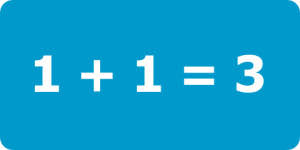 1 + 1 = 3